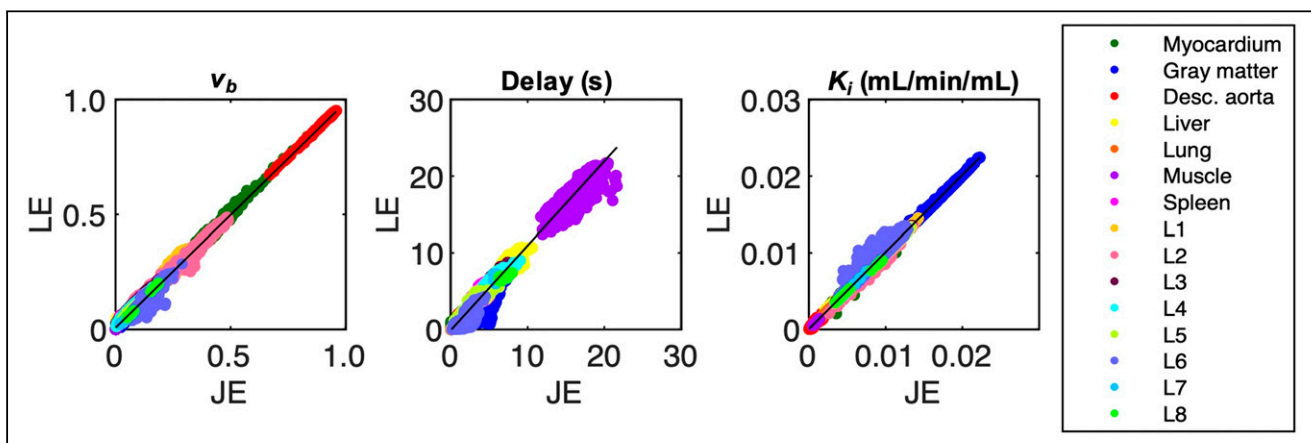 v_b
1.0
0.5
0
LE
0
0.5
1.0
JE
Delay (s)
30
20
10
0
LE
0
10
20
30
JE
K_i (mL/min/mL)
0.03
0.02
0.01
0
LE
0
0.01
0.02
JE
Myocardium
Gray matter
Desc. aorta
Liver
Lung
Muscle
Spleen
L1
L2
L3
L4
L5
L6
L7
L8